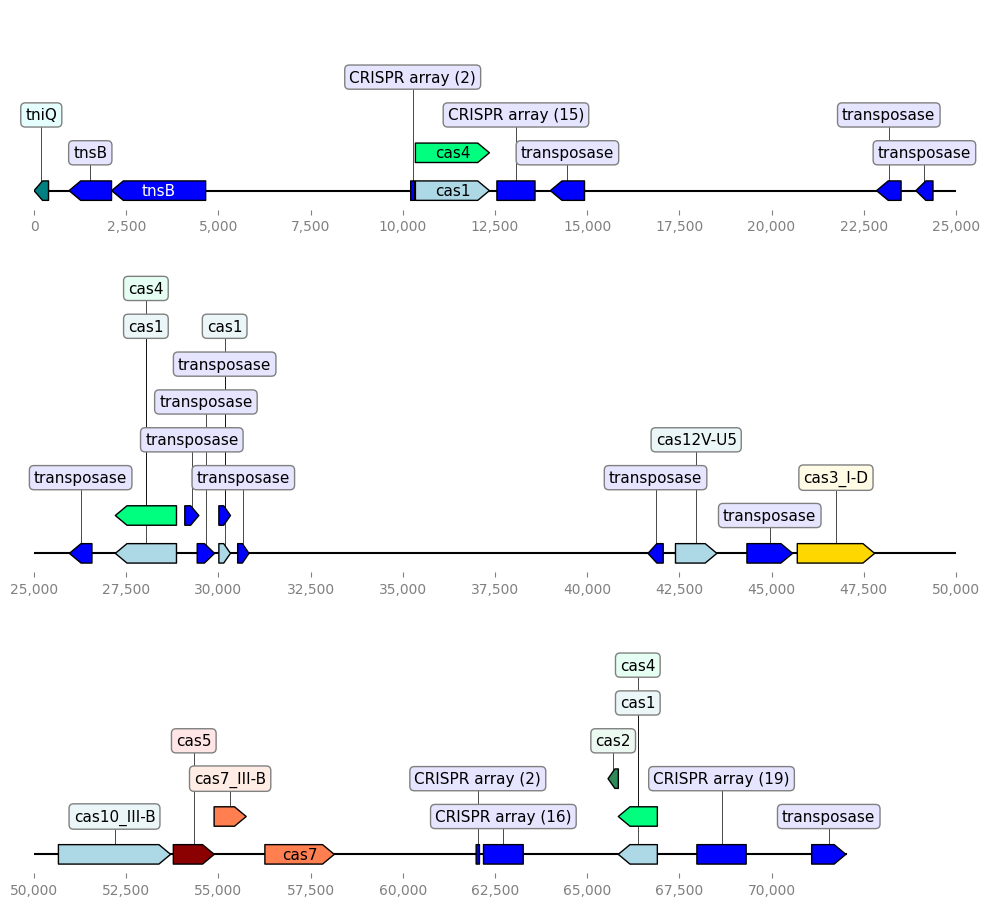 CRISPR array (2)
tniQ
CRISPR array (15)
transposase
tnsB
cas4
transposase
transposase
tnsB
cas1
0
2,500
5,000
7,500
10,000
12,500
15,000
17,500
20,000
22,500
25,000
cas4
cas1
cas1
transposase
transposase
transposase
cas12V-U5
transposase
transposase
transposase
cas3_I-D
transposase
25,000
27,500
30,000
32,500
35,000
37,500
40,000
42,500
45,000
47,500
50,000
cas4
cas1
cas5
cas2
cas7_III-B
CRISPR array (2)
CRISPR array (19)
cas10_III-B
CRISPR array (16)
transposase
cas7
50,000
52,500
55,000
57,500
60,000
62,500
65,000
67,500
70,000